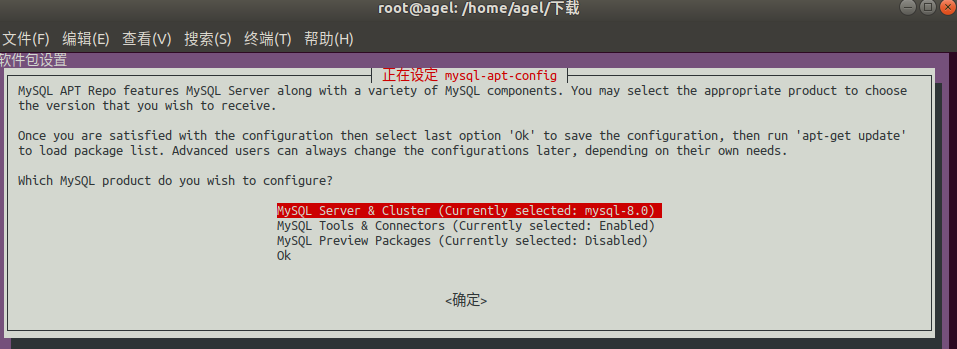 root@agel: /home/agel/下载
文件(F) 编辑(E) 查看(V) 搜索(S) 终端(T) 帮助(H)
软件包设置
正在设定 mysql-apt-config
MySQL APT Repo features MySQL Server along with a variety of MySQL components. You may select the appropriate product to choose
the version that you wish to receive.
Once you are satisfied with the configuration then select last option 'Ok' to save the configuration, then run 'apt-get update'
to load package list. Advanced users can always change the configurations later, depending on their own needs.
Which MySQL product do you wish to configure?
MySQL Server & Cluster (Currently selected: mysql-8.0)
MySQL Tools & Connectors (Currently selected: Enabled)
MySQL Preview Packages (Currently selected: Disabled)
Ok
<确定>